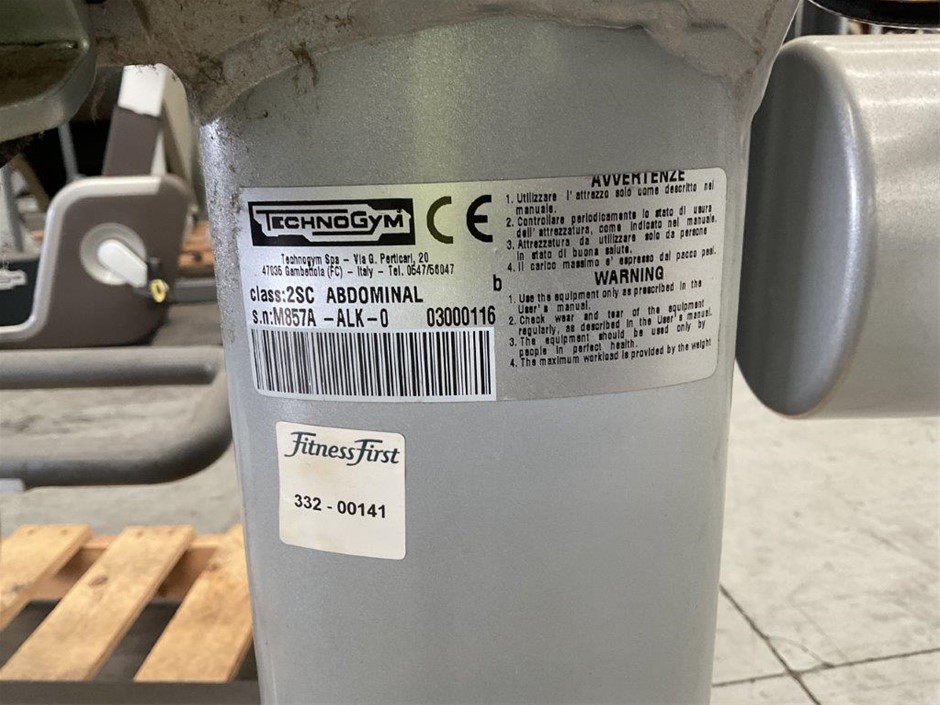 TECHNOGYM CE
Technogym Spa - Via G. Perticari, 20
47035 Gambettola (FC) - Italy - Tel. 0547/56047
b
class:2SC ABDOMINAL
s.n:M857A -ALK-0 03000116
AVVERTENZE
1. Utilizzare l'attrezzo solo come descritto nel
manuale.
2. Controllare periodicamente lo stato di usura
dell'attrezzatura, come indicato nel manuale.
3. Attrezzatura da utilizzare solo da persone
in stato di buona salute.
4. Il carico massimo e' espresso dal pacco pesi.
WARNING
1. Use the equipment only as prescribed in the
User's manual.
2. Check wear and tear of the equipment
regularly, as described in the User's manual.
3. The equipment should be used only by
people in perfect health.
4. The maximum workload is provided by the weight
Fitness First
332 - 00141